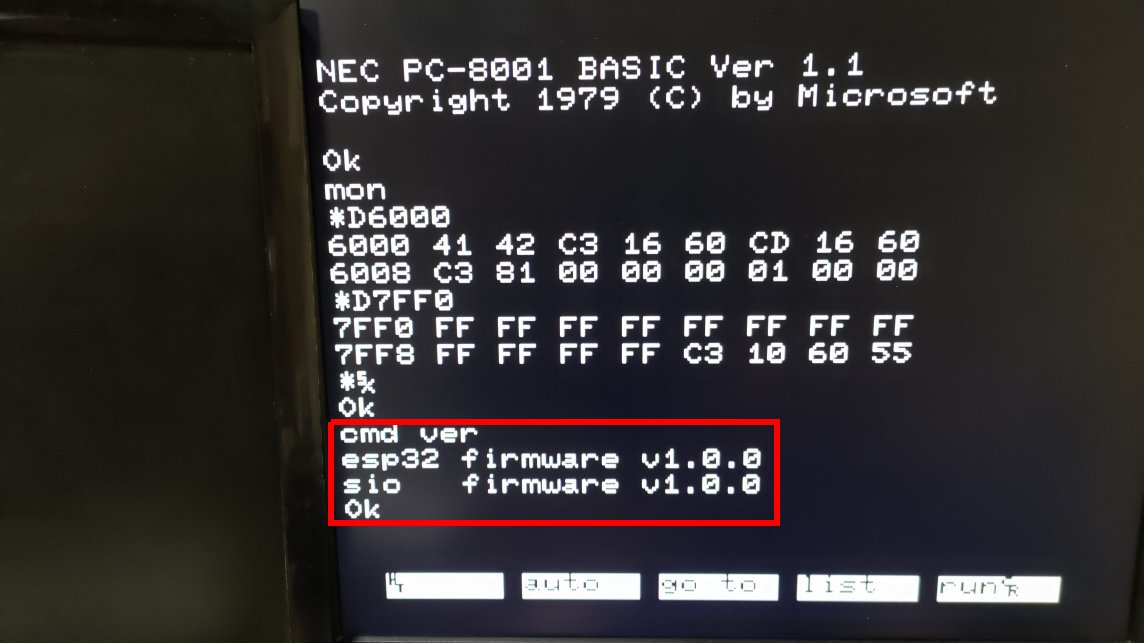 NEC PC-8001 BASIC Ver 1.1
Copyright 1979 (C) by Microsoft
Ok
mon
*D6000
6000 41 42 C3 16 60 CD 16 60
6008 C3 81 00 00 00 01 00 00
*D7FF0
7FF0 FF FF FF FF FF FF FF FF
7FF8 FF FF FF FF C3 10 60 55
*
Ok
cmd ver
esp32 firmware v1.0.0
sio firmware v1.0.0
Ok
auto go to list run